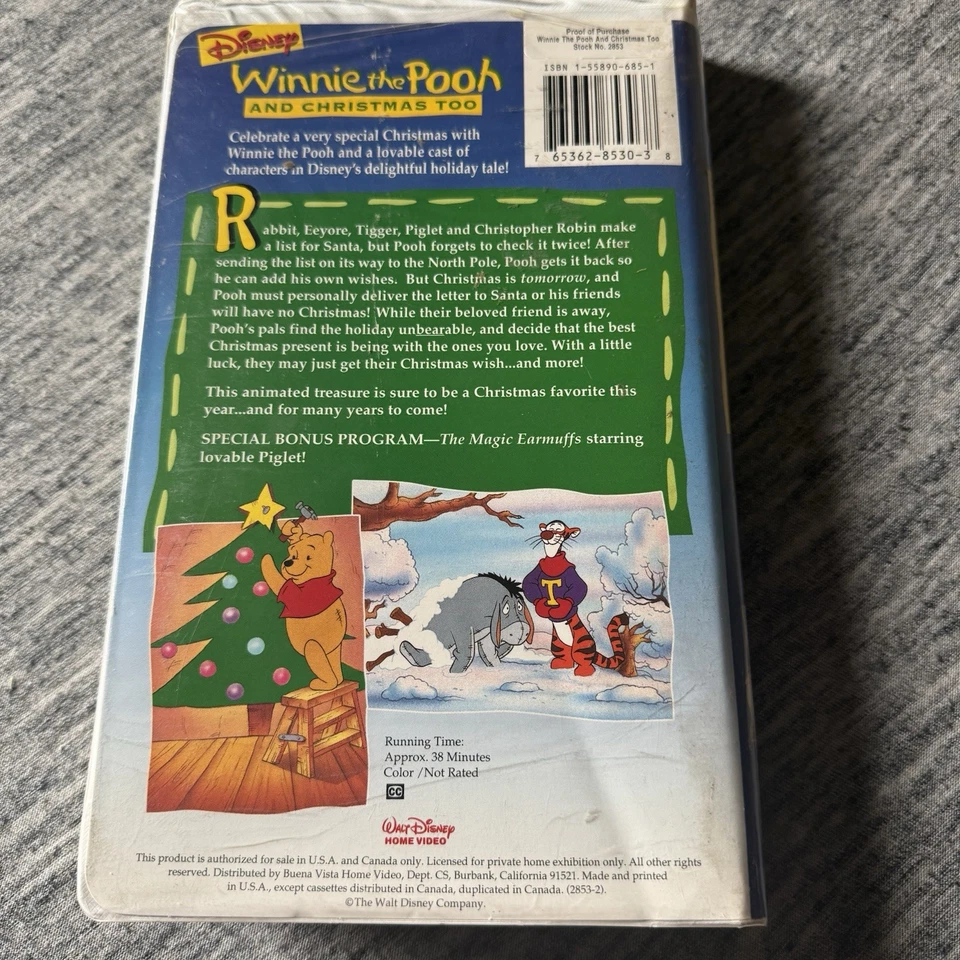 Disney
Winnie the Pooh
AND CHRISTMAS TOO
Proof of Purchase
Winnie The Pooh And Christmas Too
Stock No. 2853
ISBN 1-55890-685-1
7 65362-8530-3 8
Celebrate a very special Christmas with
Winnie the Pooh and a lovable cast of
characters in Disney's delightful holiday tale!
Rabbit, Eeyore, Tigger, Piglet and Christopher Robin make
a list for Santa, but Pooh forgets to check it twice! After
sending the list on its way to the North Pole, Pooh gets it back so
he can add his own wishes. But Christmas is tomorrow, and
Pooh must personally deliver the letter to Santa or his friends
will have no Christmas! While their beloved friend is away,
Pooh's pals find the holiday unbearable, and decide that the best
Christmas present is being with the ones you love. With a little
luck, they may just get their Christmas wish...and more!
This animated treasure is sure to be a Christmas favorite this
year...and for many years to come!
SPECIAL BONUS PROGRAM—The Magic Earmuffs starring
lovable Piglet!
T
Running Time:
Approx. 38 Minutes
Color /Not Rated
CC
Walt Disney
HOME VIDEO
This product is authorized for sale in U.S.A. and Canada only. Licensed for private home exhibition only. All other rights
reserved. Distributed by Buena Vista Home Video, Dept. CS, Burbank, California 91521. Made and printed
in U.S.A., except cassettes distributed in Canada, duplicated in Canada. (2853-2).
©The Walt Disney Company.